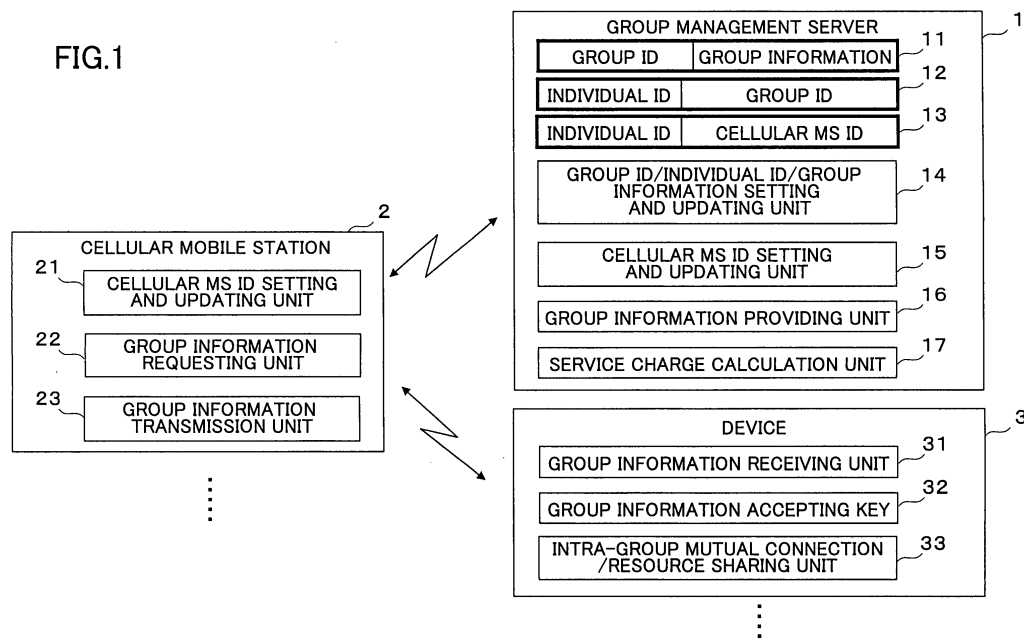 FIG.1
GROUP MANAGEMENT SERVER
1
GROUP ID
GROUP INFORMATION
11
INDIVIDUAL ID
GROUP ID
12
INDIVIDUAL ID
CELLULAR MS ID
13
GROUP ID/INDIVIDUAL ID/GROUP
INFORMATION SETTING
AND UPDATING UNIT
14
CELLULAR MS ID SETTING
AND UPDATING UNIT
15
GROUP INFORMATION PROVIDING UNIT
16
SERVICE CHARGE CALCULATION UNIT
17
2
CELLULAR MOBILE STATION
21
CELLULAR MS ID SETTING
AND UPDATING UNIT
22
GROUP INFORMATION
REQUESTING UNIT
23
GROUP INFORMATION
TRANSMISSION UNIT
DEVICE
3
GROUP INFORMATION RECEIVING UNIT
31
GROUP INFORMATION ACCEPTING KEY
32
INTRA-GROUP MUTUAL CONNECTION
/RESOURCE SHARING UNIT
33